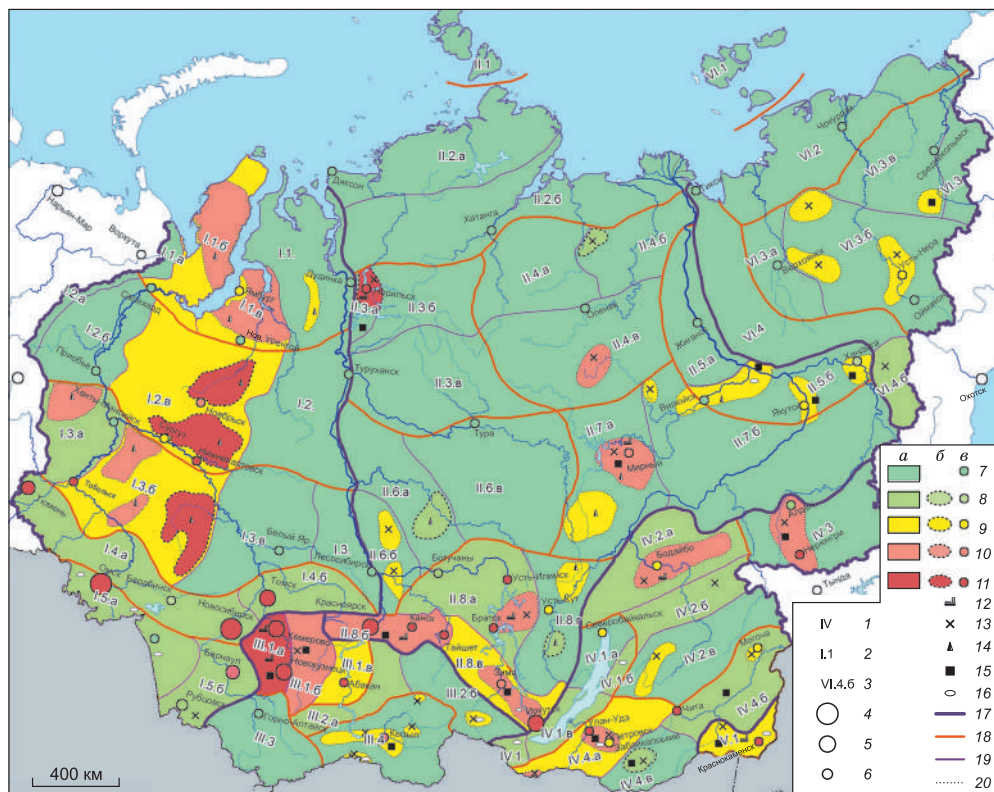 II.1
VI.1
Чокурдах
II.2.а
VI.2
Среднеколымск
VI.3.в
Диксон
Тикси
VI.3
Нарьян-Мар
II.2.б
Хатанга
Воркута
I.1.б
I.1.а
I.1.
II.4.б
VI.3.б
VI.3.а
Верхоянск
Усть-Нера
II.4.а
Дудинка
Норильск
I.2.а
Салехард
Ямбург
I.1.в
II.3.а
II.3.б
Оленек
Оймякон
I.2.б
Нов. Уренгой
Жиганск
VI.4
II.4.в
Приобье
Туруханск
II.5.а
Хандыга
II.5.б
VI.4.б
II.3.в
I.2.
I.2.в
Вилюйск
Якутск
Охотск
Ханты-Мансийск
Ноябрьск
Тура
I.3.а
Сургут
II.7.а
II.7.б
Нижневартовск
Мирный
I.3.б
Тобольск
II.6.а
II.6.в
Тюмень
Алдан
IV.3
Нерюнгри
I.3.в
Белый Яр
I.3.
IV.2.а
Бодайбо
I.4.а
II.6.б
Лесосибирск
Богучаны
Омск
Барабинск
Томск
I.4.б
Усть-Илимск
Тында
I.5.а
Красноярск
II.8.а
Усть-Кут
IV.2.б
Новосибирск
Канск
Братск
II.8.г
Северобайкальск
III.1.а
Кемерово
II.8.б
Тайшет
Могоча
Барнаул
Новокузнецк
III.1.в
II.8.в
IV.1.а
IV.2.в
III.1.б
Абакан
Зима
IV.1.б
I.5.б
III.2.б
Рубцовск
III.2.а
Иркутск
Чита
IV.4.б
Горно-Алтайск
Улан-Удэ
III.3
III.4
Кызыл
IV.1.в
Петровск-
Забайкальский
V.1
IV.1
IV.4.а
Краснокаменск
IV.4.в
400 км
а б в
7
8
9
10
11
12
IV 1
13
I.1 2
14
VI.4.б 3
15
16
4
17
5
18
6
19
20